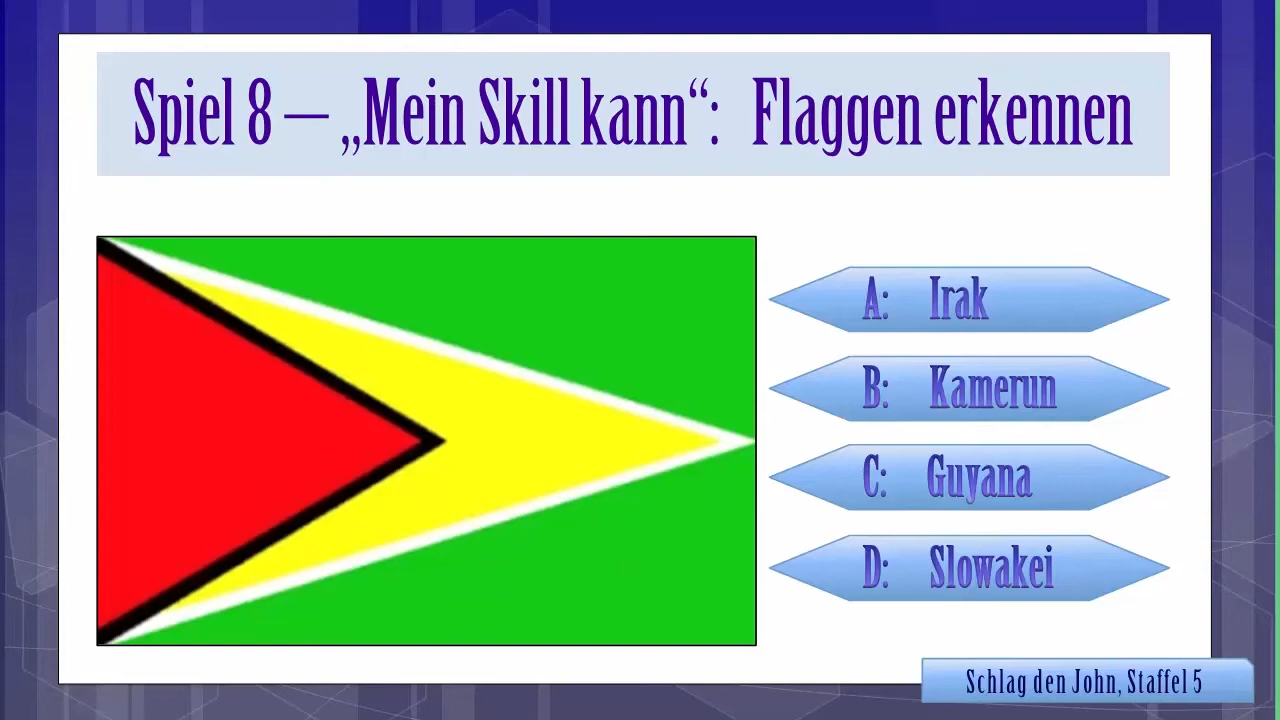 Spiel 8 – „Mein Skill kann“: Flaggen erkennen
A: Irak
B: Kamerun
C: Guyana
D: Slowakei
Schlag den John, Staffel 5